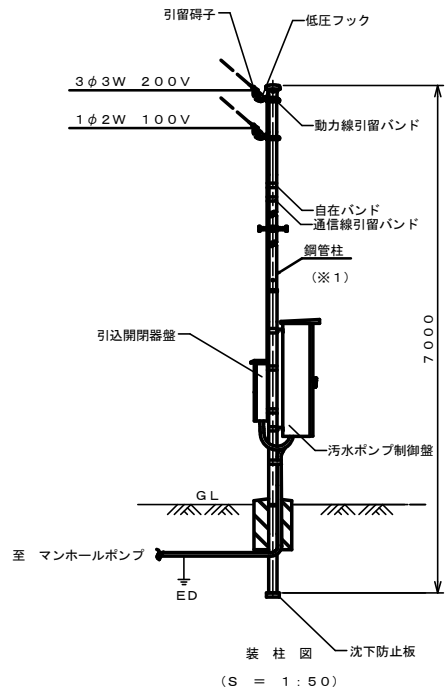 引留碍子
低圧フック
3φ3W 200V
動力線引留バンド
1φ2W 100V
自在バンド
通信線引留バンド
鋼管柱
(※1)
7000
引込開閉器盤
汚水ポンプ制御盤
GL
至 マンホールポンプ
ED
装 柱 図
沈下防止板
(S = 1:50)